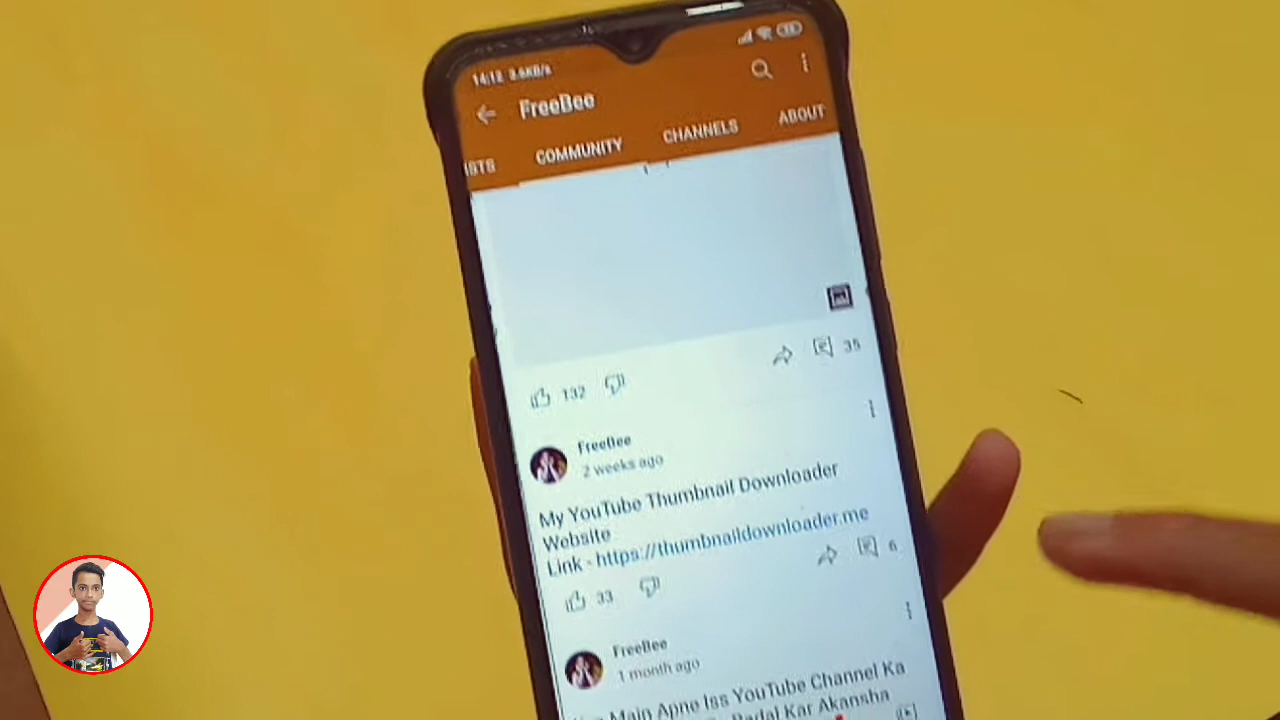 14:12 3.6KB/s
FreeBee
STS COMMUNITY CHANNELS ABOUT
132 35
FreeBee
2 weeks ago
My YouTube Thumbnail Downloader
Website
Link - https://thumbnaildownloader.me
33 6
FreeBee
1 month ago
Main Apne Iss YouTube Channel Ka
Badal Kar Akansha